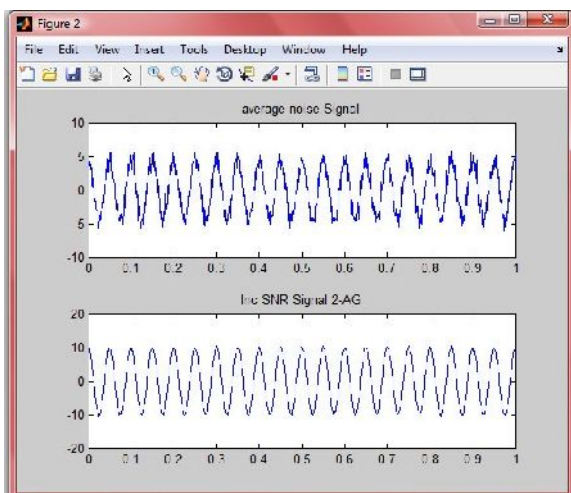 Figure 2
File Edit View Insert Tools Desktop Window Help
average noise Signal
10
5
0
5
-10
0 0.1 0.2 0.3 0.4 0.5 0.6 0.7 0.8 0.9 1
Inc SNR Signal 2-AG
20
10
0
-10
-20
0 0.1 0.2 0.3 0.4 0.5 0.6 0.7 0.8 0.9 1